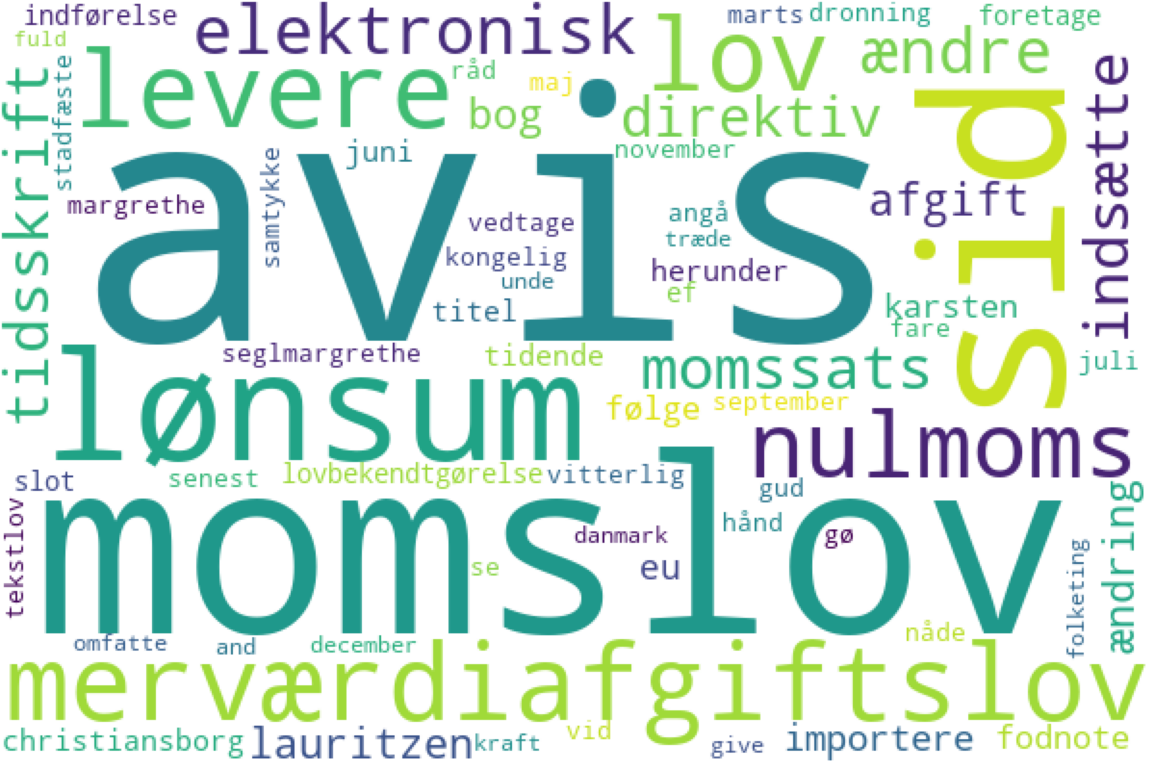 indførelse
elektronisk
lov
marts
dronning
foretage
fuld
levere
råd
maj
ændre
tidsskrift
stadfæste
bog
direktiv
sid
indsætte
avis
juni
november
margrethe
samtykke
vedtage
angå
træde
afgift
kongelig
unde
herunder
ef
titel
karsten
fare
seglmargrethe
tidende
momssats
juli
lønsum
følge
september
nulmoms
slot
senest
lovbekendtgørelse
vitterlig
gud
ændring
momslov
hånd
tekstlov
danmark
gø
se
eu
folketing
omfatte
and
december
nåde
merværdiafgiftslov
christiansborg
lauritzen
kraft
vid
give
importere
fodnote